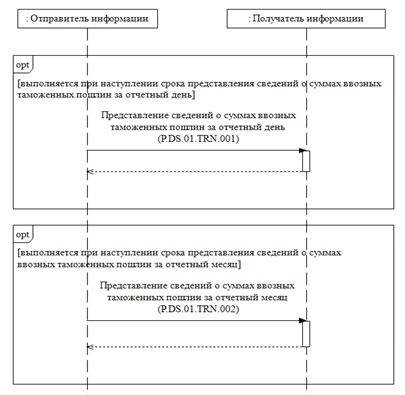 : Отправитель информации
: Получатель информации
opt
[выполняется при наступлении срока представления сведений о суммах ввозных
таможенных пошлин за отчетный день]
Представление сведений о суммах ввозных
таможенных пошлин за отчетный день
(P.DS.01.TRN.001)
opt
[выполняется при наступлении срока представления сведений о суммах
ввозных таможенных пошлин за отчетный месяц]
Представление сведений о суммах ввозных
таможенных пошлин за отчетный месяц
(P.DS.01.TRN.002)